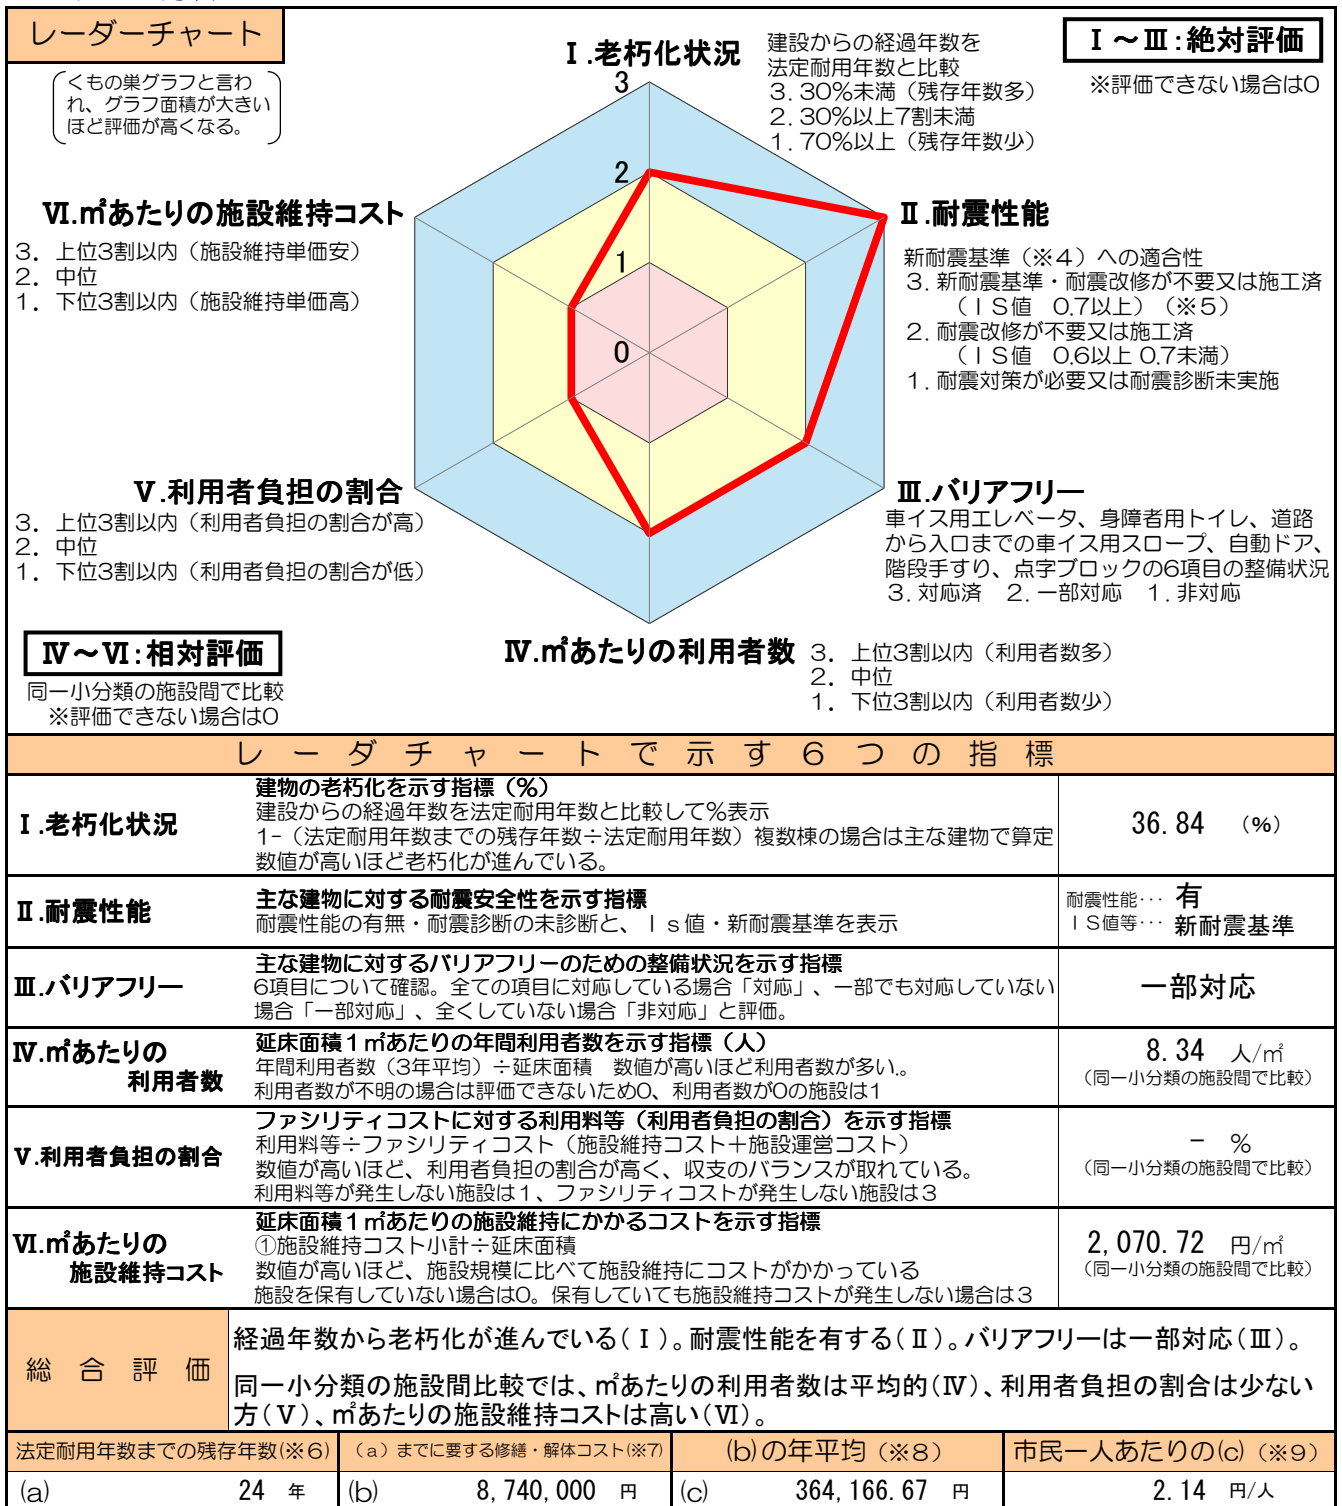 レーダーチャート
くもの巣グラフと言わ
れ、グラフ面積が大きい
ほど評価が高くなる。
Ⅰ.老朽化状況
建設からの経過年数を
法定耐用年数と比較
3. 30%未満（残存年数多）
2. 30%以上7割未満
1. 70%以上（残存年数少）
Ⅰ～Ⅲ:絶対評価
※評価できない場合は0
3
2
1
0
Ⅵ.㎡あたりの施設維持コスト
3. 上位3割以内（施設維持単価安）
2. 中位
1. 下位3割以内（施設維持単価高）
Ⅱ.耐震性能
新耐震基準（※4）への適合性
3. 新耐震基準・耐震改修が不要又は施工済
（ＩＳ値 0.7以上）（※5）
2. 耐震改修が不要又は施工済
（ＩＳ値 0.6以上 0.7未満）
1. 耐震対策が必要又は耐震診断未実施
Ⅴ.利用者負担の割合
3. 上位3割以内（利用者負担の割合が高）
2. 中位
1. 下位3割以内（利用者負担の割合が低）
Ⅲ.バリアフリー
車イス用エレベータ、身障者用トイレ、道路
から入口までの車イス用スロープ、自動ドア、
階段手すり、点字ブロックの6項目の整備状況
3. 対応済 2. 一部対応 1. 非対応
Ⅳ～Ⅵ:相対評価
同一小分類の施設間で比較
※評価できない場合は0
Ⅳ.㎡あたりの利用者数
3. 上位3割以内（利用者数多）
2. 中位
1. 下位3割以内（利用者数少）
レーダチャートで示す6つの指標
Ⅰ.老朽化状況
建物の老朽化を示す指標（%）
建設からの経過年数を法定耐用年数と比較して%表示
1-（法定耐用年数までの残存年数÷法定耐用年数）複数棟の場合は主な建物で算定
数値が高いほど老朽化が進んでいる。
36.84 （%）
Ⅱ.耐震性能
主な建物に対する耐震安全性を示す指標
耐震性能の有無・耐震診断の未診断と、Ｉｓ値・新耐震基準を表示
耐震性能… 有
ＩＳ値等… 新耐震基準
Ⅲ.バリアフリー
主な建物に対するバリアフリーのための整備状況を示す指標
6項目について確認。全ての項目に対応している場合「対応」、一部でも対応していない
場合「一部対応」、全くしていない場合「非対応」と評価。
一部対応
Ⅳ.㎡あたりの
利用者数
延床面積１㎡あたりの年間利用者数を示す指標（人）
年間利用者数（3年平均）÷延床面積 数値が高いほど利用者数が多い。
利用者数が不明の場合は評価できないため0、利用者数が0の施設は1
8.34 人/㎡
（同一小分類の施設間で比較）
Ⅴ.利用者負担の割合
ファシリティコストに対する利用料等（利用者負担の割合）を示す指標
利用料等÷ファシリティコスト（施設維持コスト＋施設運営コスト）
数値が高いほど、利用者負担の割合が高く、収支のバランスが取れている。
利用料等が発生しない施設は１、ファシリティコストが発生しない施設は３
- %
（同一小分類の施設間で比較）
Ⅵ.㎡あたりの
施設維持コスト
延床面積１㎡あたりの施設維持にかかるコストを示す指標
①施設維持コスト小計÷延床面積
数値が高いほど、施設規模に比べて施設維持にコストがかかっている
施設を保有していない場合は0。保有していても施設維持コストが発生しない場合は３
2,070.72 円/㎡
（同一小分類の施設間で比較）
総合評価
経過年数から老朽化が進んでいる(Ⅰ)。耐震性能を有する(Ⅱ)。バリアフリーは一部対応(Ⅲ)。
同一小分類の施設間比較では、㎡あたりの利用者数は平均的(Ⅳ)、利用者負担の割合は少ない
方(Ⅴ)、㎡あたりの施設維持コストは高い(Ⅵ)。
法定耐用年数までの残存年数(※6)
（a）までに要する修繕・解体コスト(※7)
(b)の年平均（※8）
市民一人あたりの(c)（※9）
(a) 24 年
(b) 8,740,000 円
(c) 364,166.67 円
2.14 円/人